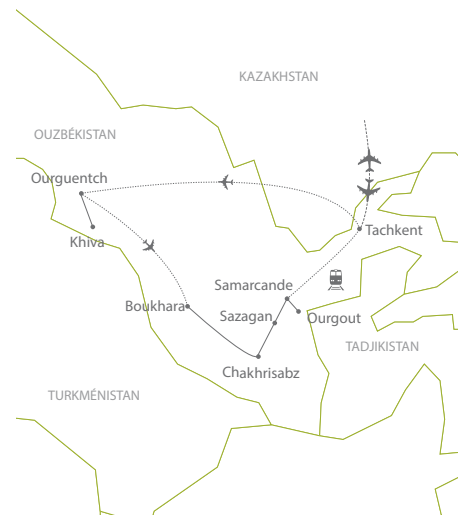 KAZAKHSTAN
OUZBÉKISTAN
Ourguentch
Khiva
Tachkent
Samarcande
Boukhara
Sazagan
Ourgout
TADJIKISTAN
Chakhrisabz
TURKMÉNISTAN